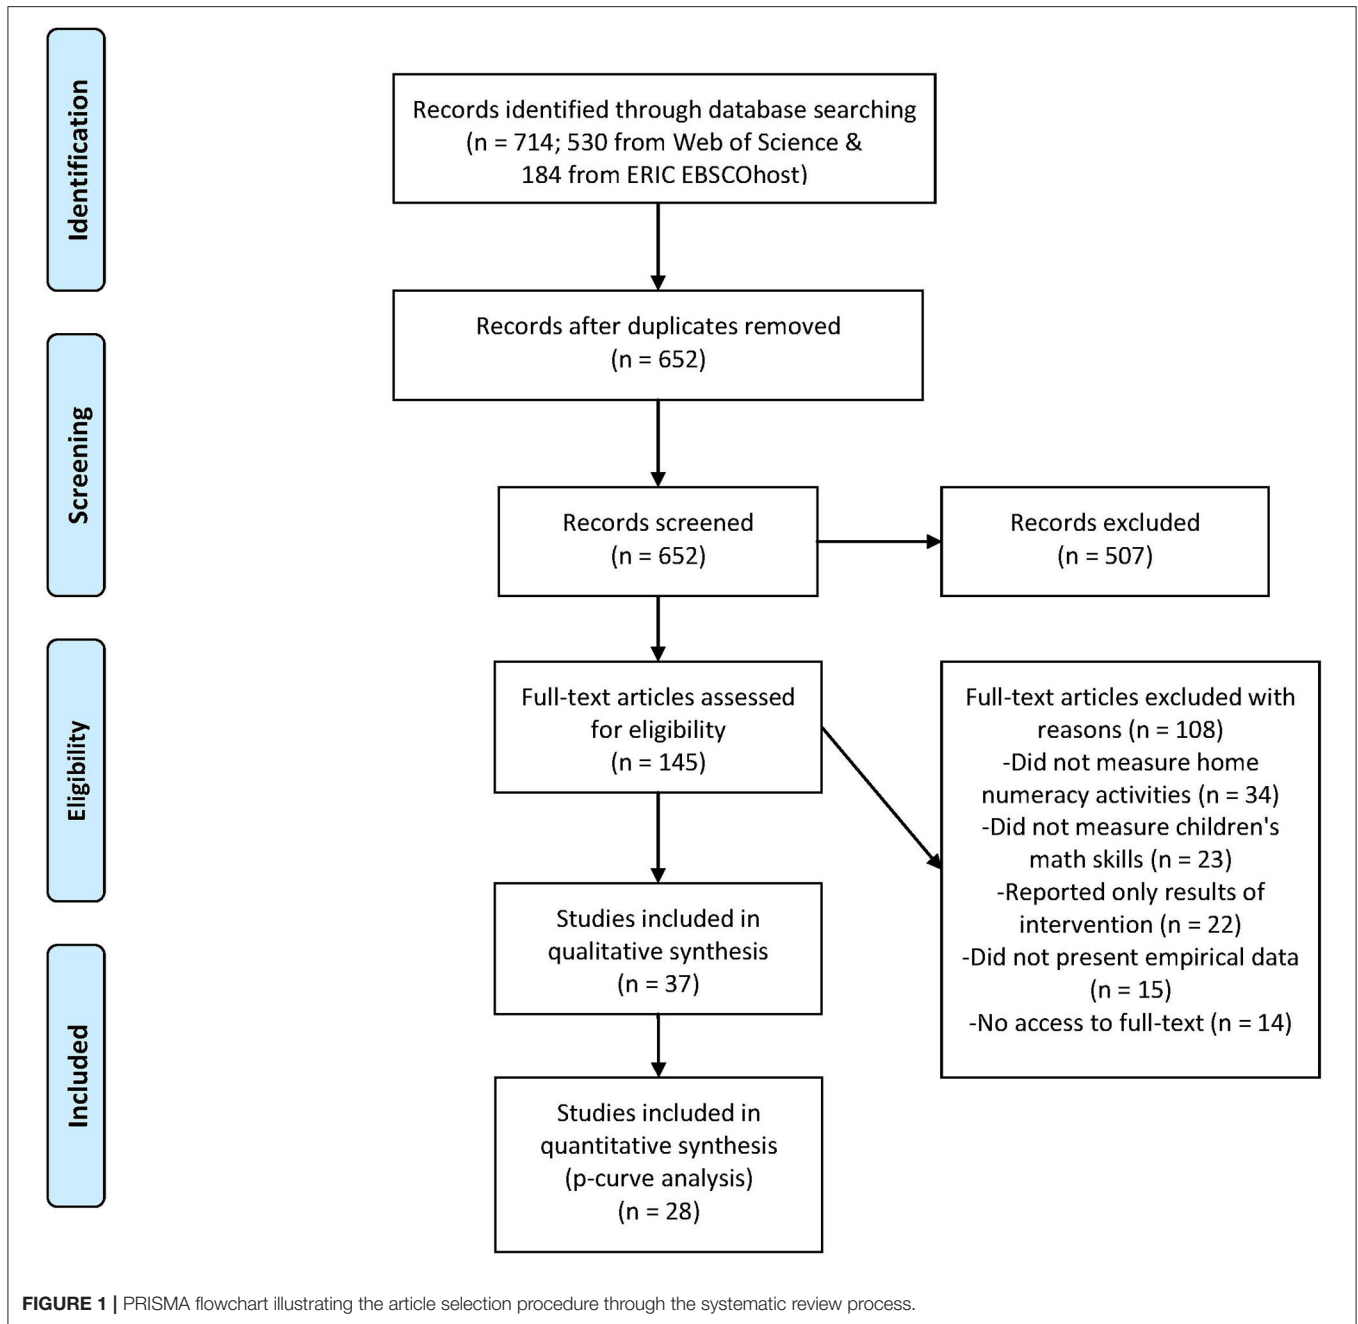 Identification
Records identified through database searching
(n = 714; 530 from Web of Science &
184 from ERIC EBSCOhost)
Records after duplicates removed
(n = 652)
Screening
Records screened
(n = 652)
Records excluded
(n = 507)
Eligibility
Full-text articles assessed
for eligibility
(n = 145)
Full-text articles excluded with
reasons (n = 108)
-Did not measure home
numeracy activities (n = 34)
-Did not measure children's
math skills (n = 23)
-Reported only results of
intervention (n = 22)
-Did not present empirical data
(n = 15)
-No access to full-text (n = 14)
Included
Studies included in
qualitative synthesis
(n = 37)
Studies included in
quantitative synthesis
(p-curve analysis)
(n = 28)
FIGURE 1 | PRISMA flowchart illustrating the article selection procedure through the systematic review process.